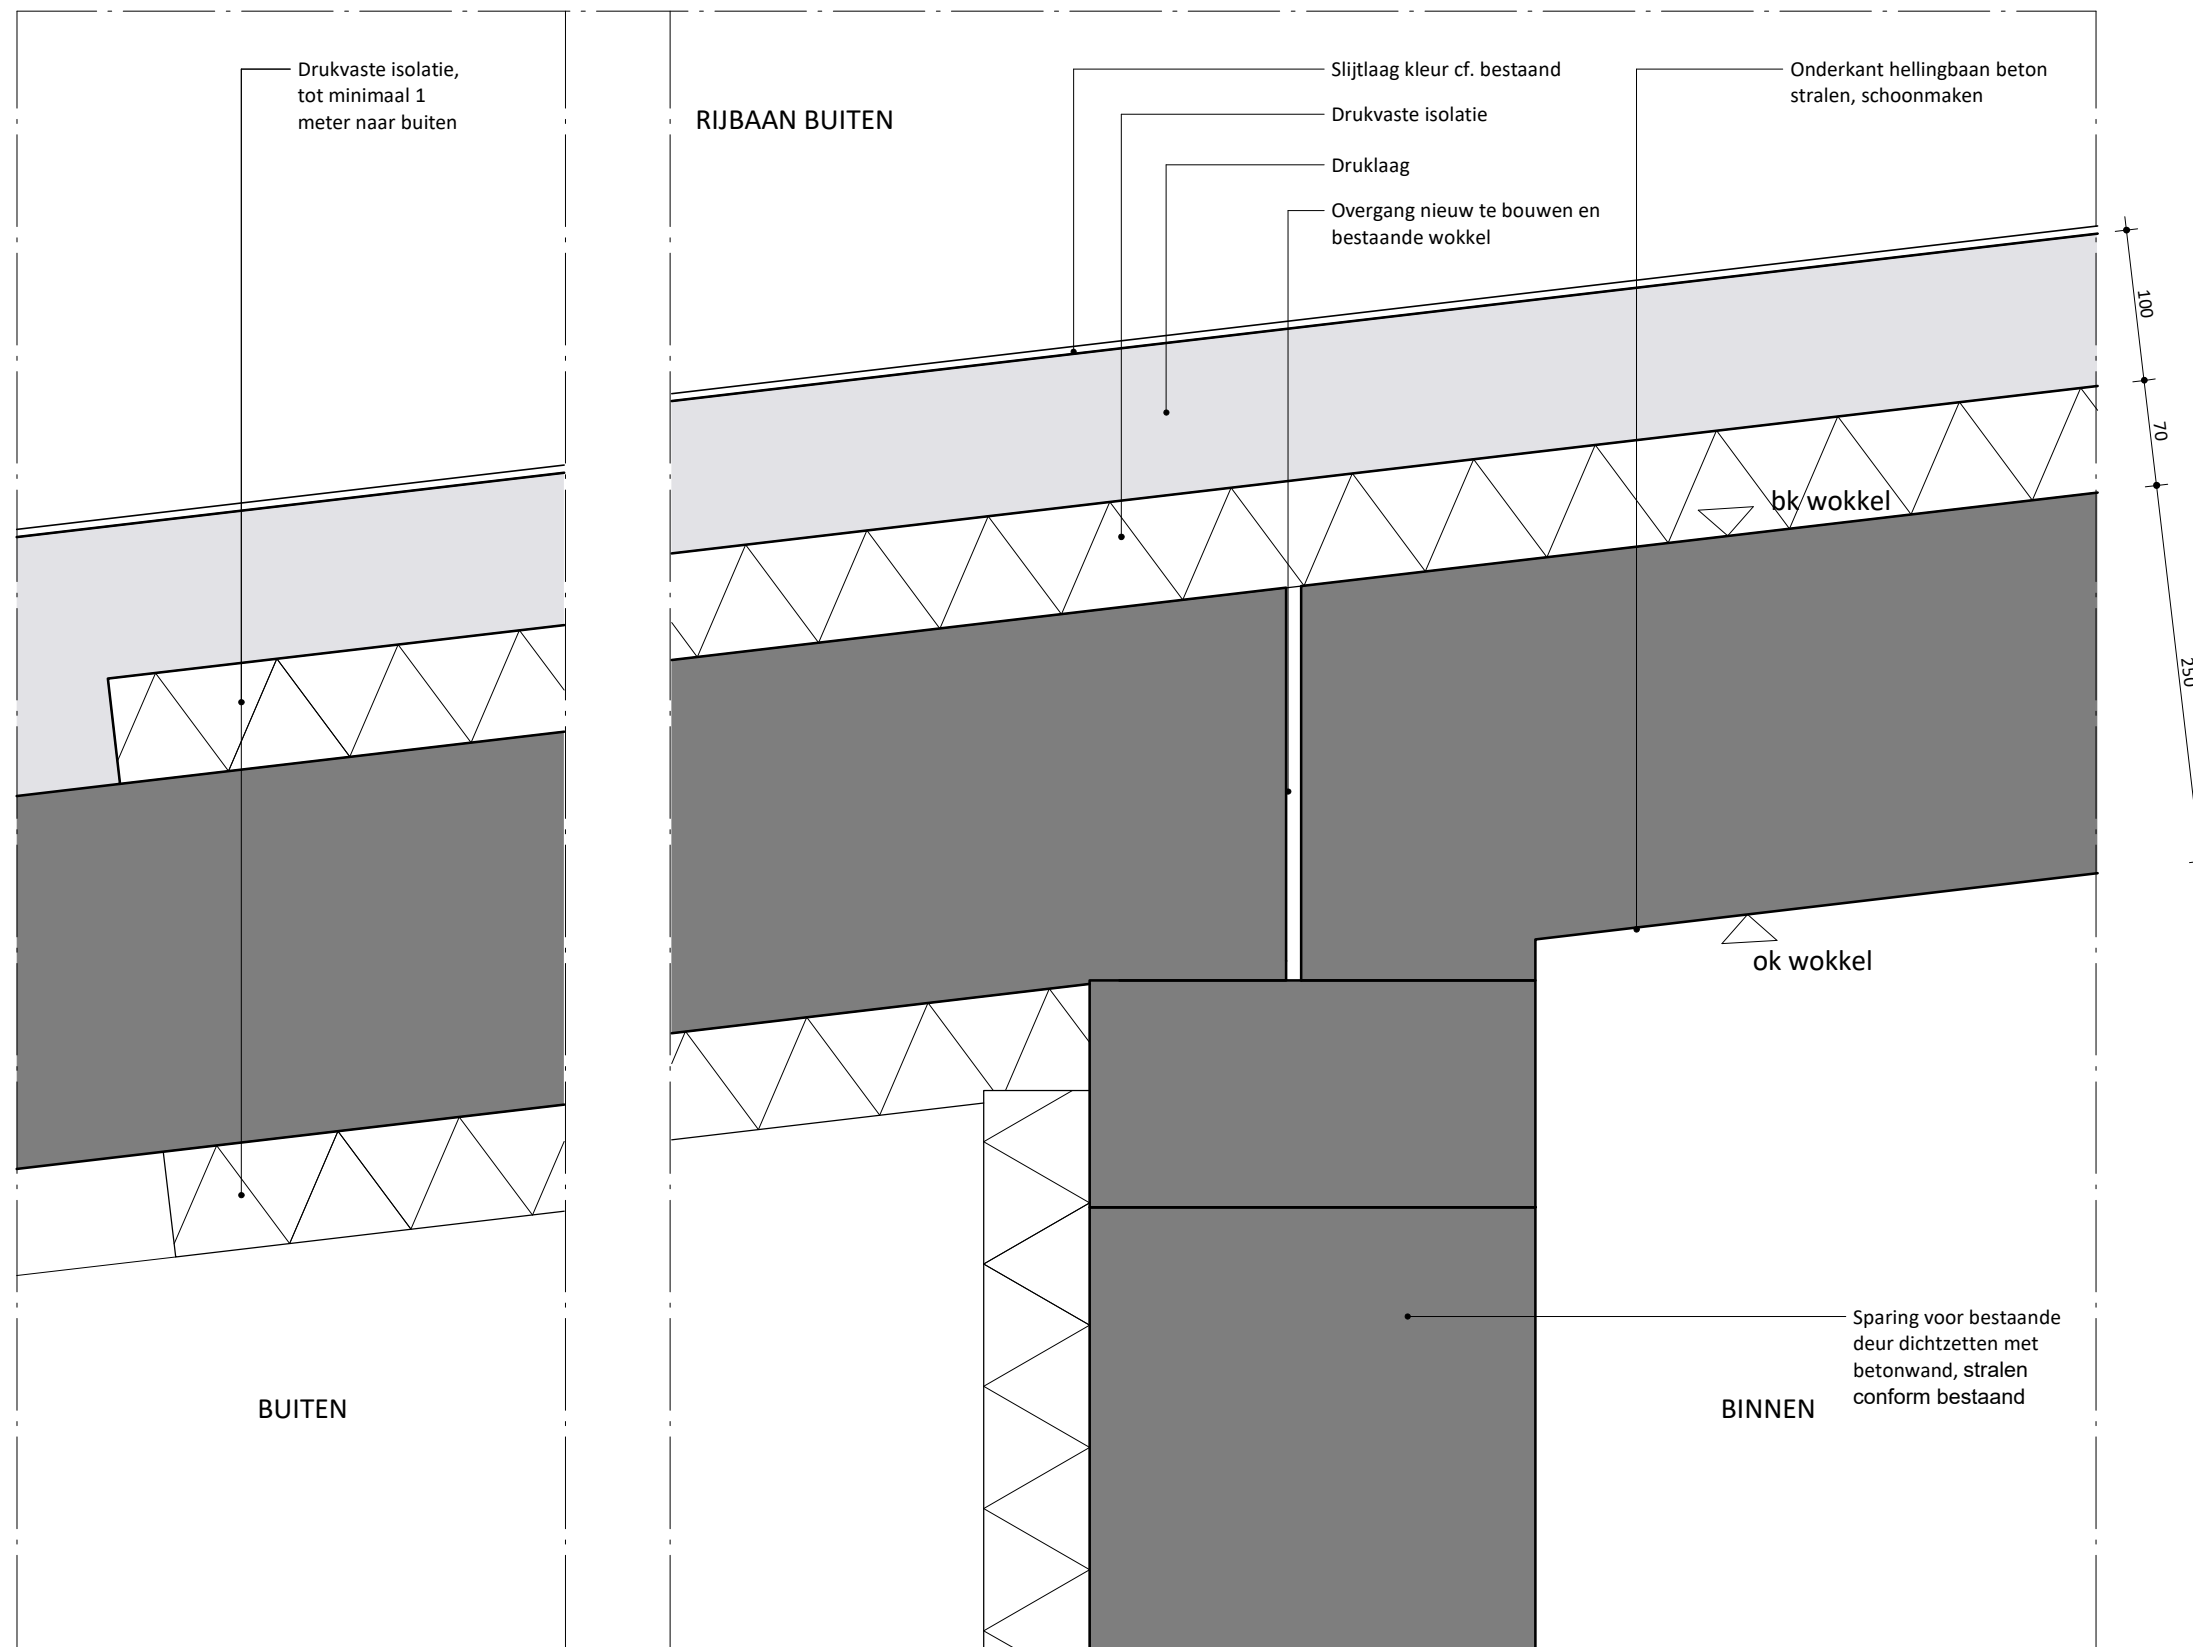 Drukvaste isolatie,
tot minimaal 1
meter naar buiten
RIJBAAN BUITEN
Slijtlaag kleur cf. bestaand
Drukvaste isolatie
Druklaag
Overgang nieuw te bouwen en
bestaande wokkel
Onderkant hellingbaan beton
stralen, schoonmaken
100
70
250
bk wokkel
ok wokkel
Sparing voor bestaande
deur dichtzetten met
betonwand, stralen
conform bestaand
BUITEN
BINNEN